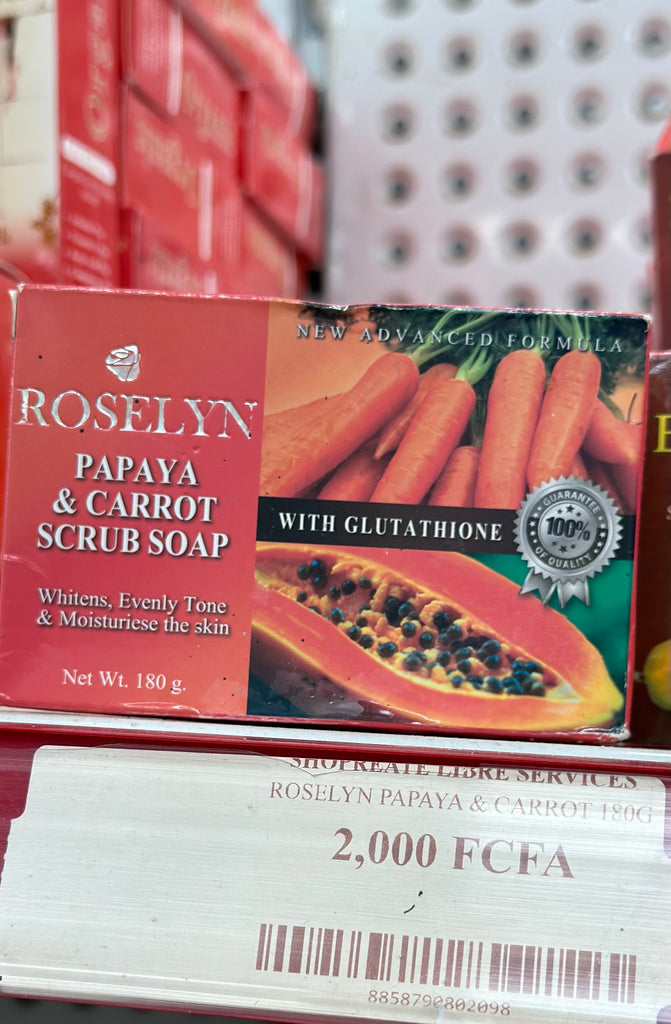 NEW ADVANCED FORMULA
ROSELYN
PAPAYA
& CARROT
SCRUB SOAP
WITH GLUTATHIONE
GUARANTEE
100%
OF QUALITY
Whitens, Evenly Tone
& Moisturiese the skin
Net Wt. 180 g.
SHOPREATE LIBRE SERVICES
ROSELYN PAPAYA & CARROT 180G
2,000 FCFA
8858790802098